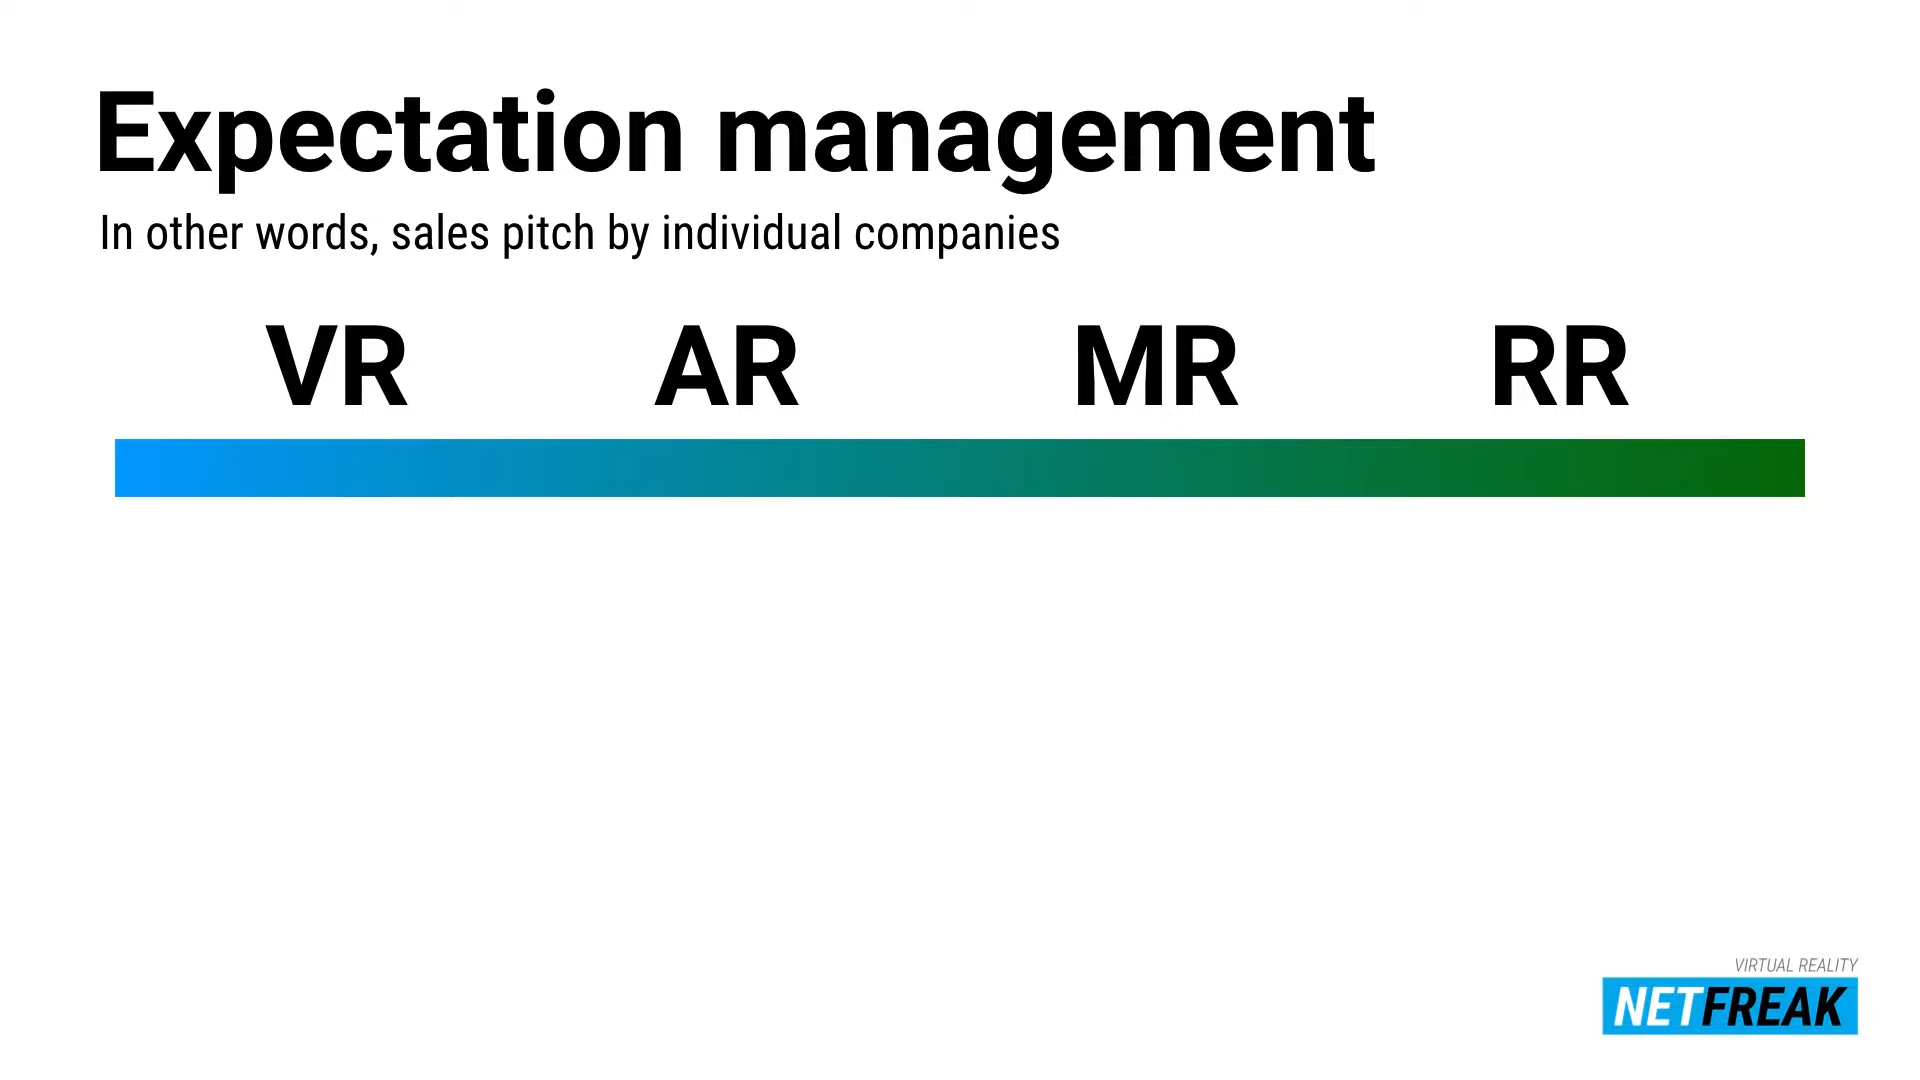 Expectation management
In other words, sales pitch by individual companies
VR AR MR RR
VIRTUAL REALITY
NETFREAK